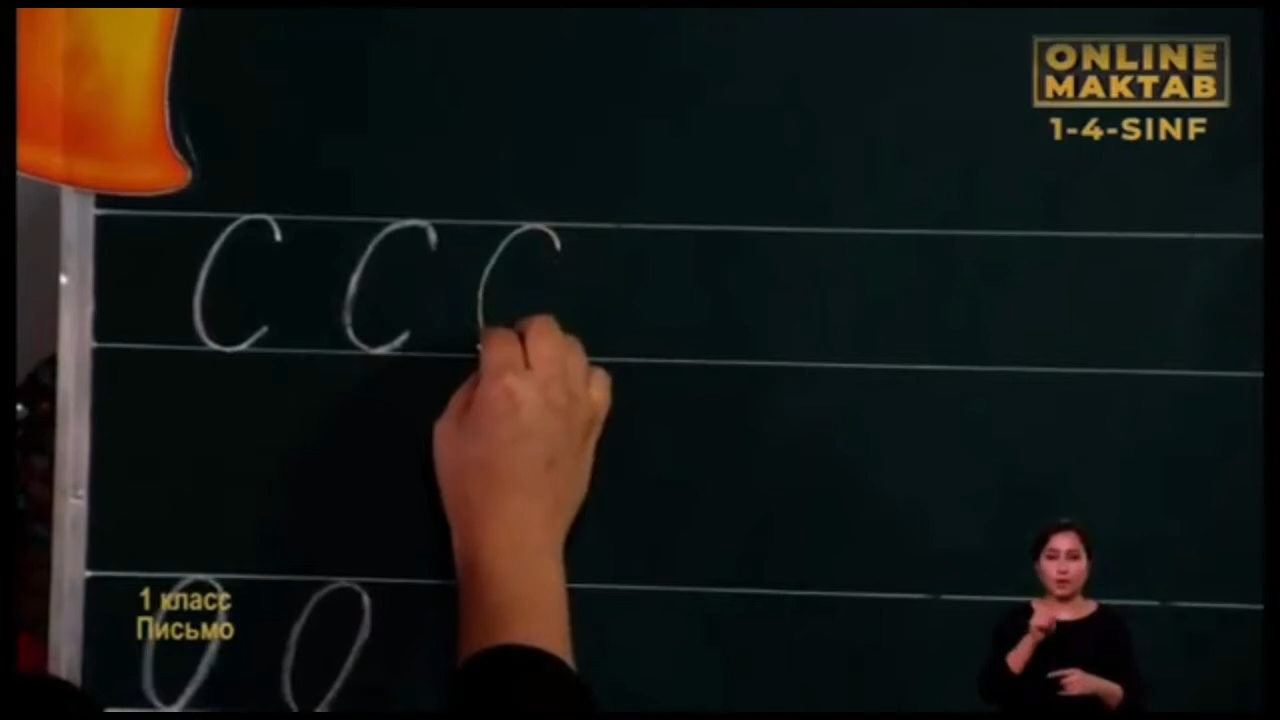 ONLINE
MAKTAB
1-4-SINF
С С С
1 класс
Письмо
О О